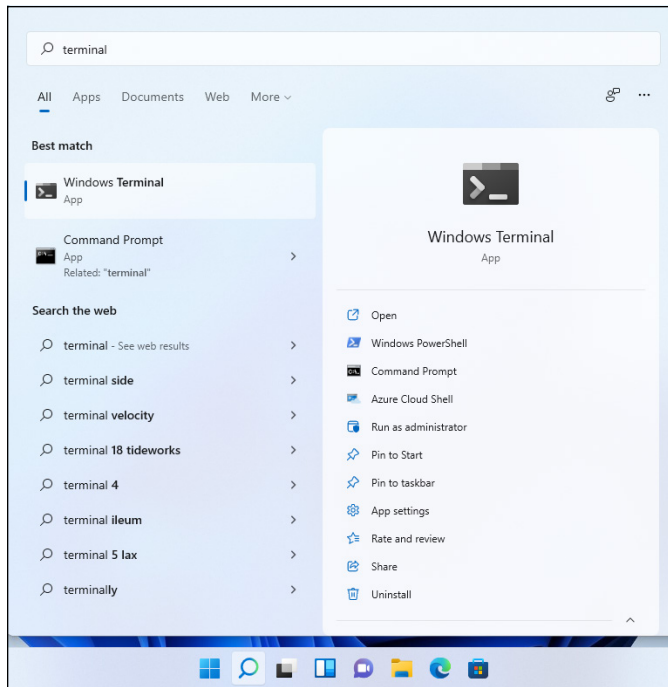 terminal
All Apps Documents Web More
Best match
Windows Terminal
App
Command Prompt
App
Related: "terminal"
Search the web
terminal - See web results
terminal side
terminal velocity
terminal 18 tideworks
terminal 4
terminal ileum
terminal 5 lax
terminally
Windows Terminal
App
Open
Windows PowerShell
Command Prompt
Azure Cloud Shell
Run as administrator
Pin to Start
Pin to taskbar
App settings
Rate and review
Share
Uninstall